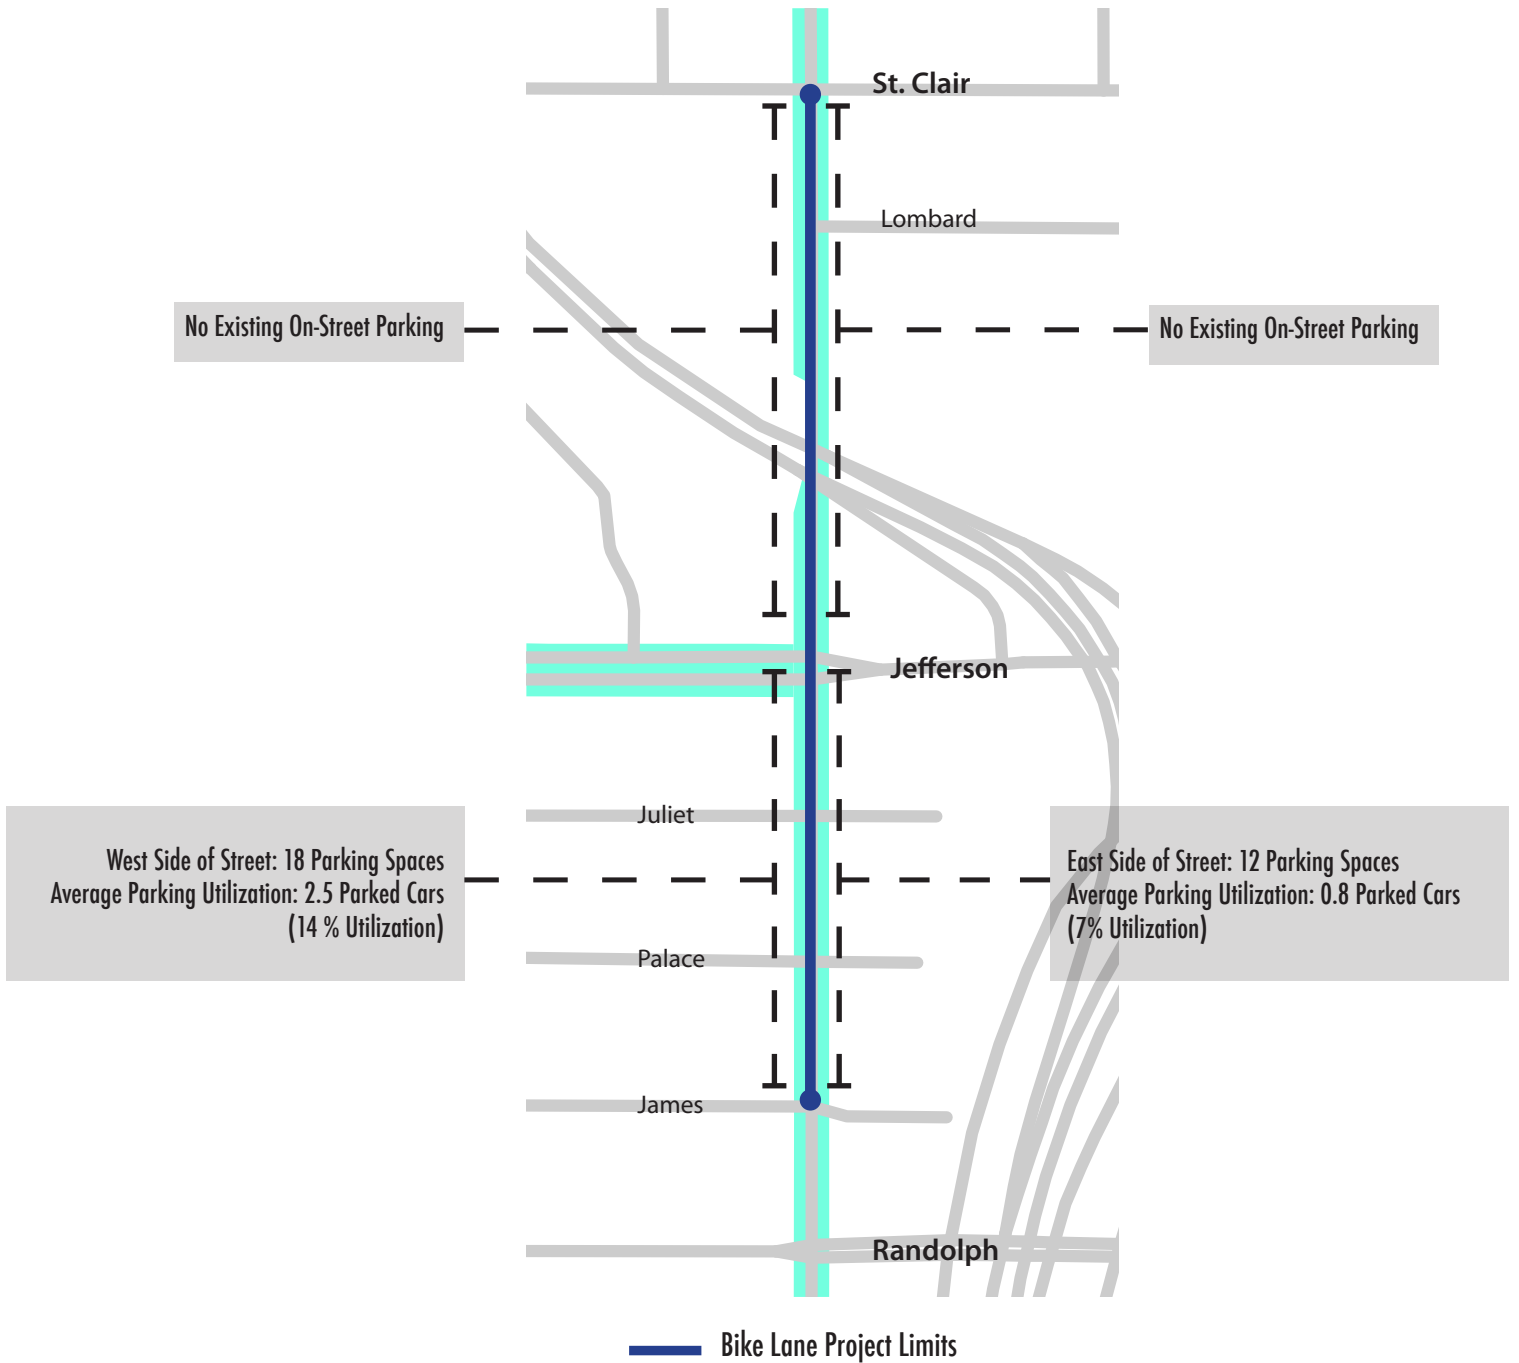 St. Clair
Lombard
No Existing On-Street Parking
No Existing On-Street Parking
Jefferson
Juliet
West Side of Street: 18 Parking Spaces
Average Parking Utilization: 2.5 Parked Cars
(14 % Utilization)
East Side of Street: 12 Parking Spaces
Average Parking Utilization: 0.8 Parked Cars
(7% Utilization)
Palace
James
Randolph
Bike Lane Project Limits